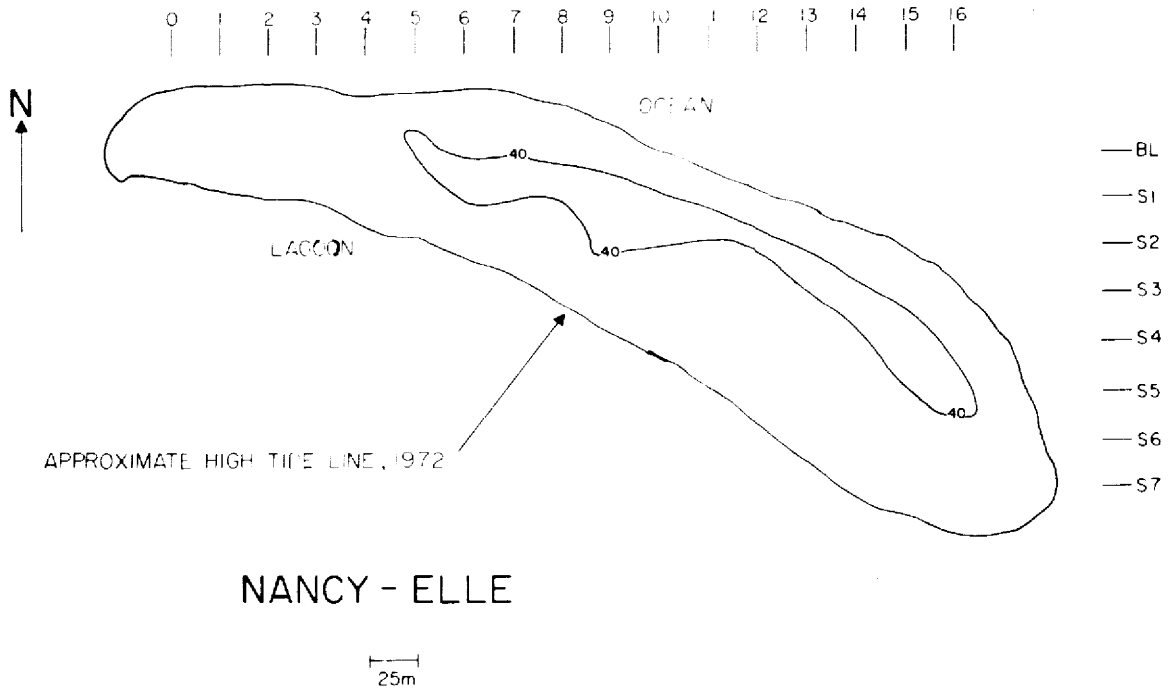 0 1 2 3 4 5 6 7 8 9 10 1 12 13 14 15 16
N
OCEAN
BL
40
S1
LAGOON
40
S2
S3
S4
S5
40
S6
APPROXIMATE HIGH TIDE LINE, 1972
S7
NANCY - ELLE
25m